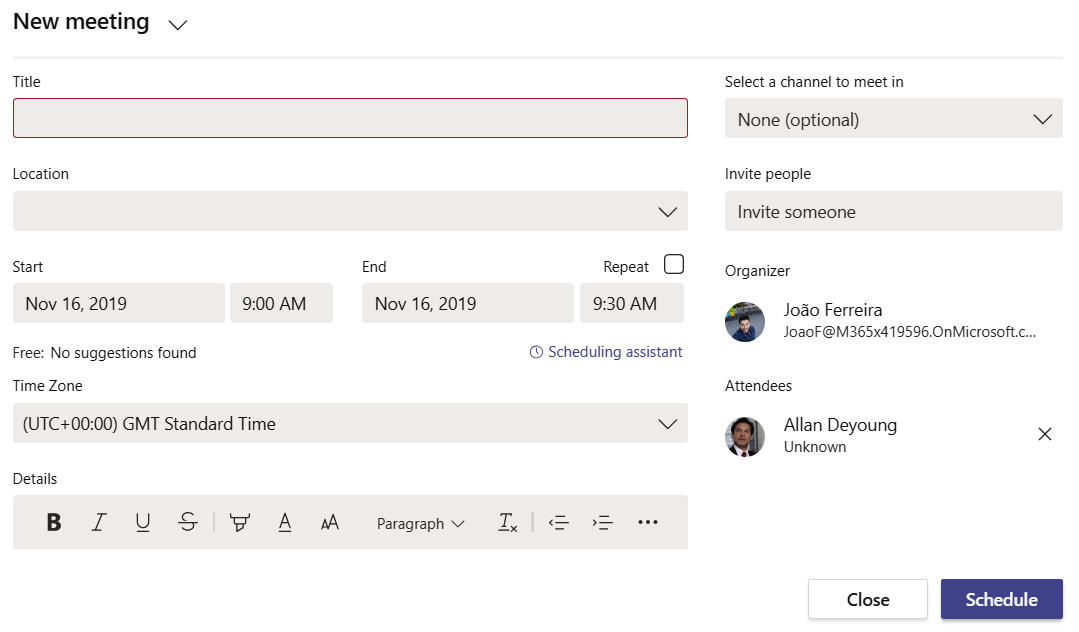 New meeting
Title
Select a channel to meet in
None (optional)
Location
Invite people
Invite someone
Start
End
Repeat
Nov 16, 2019
9:00 AM
Nov 16, 2019
9:30 AM
Organizer
João Ferreira
JoaoF@M365x419596.OnMicrosoft.c...
Free: No suggestions found
Scheduling assistant
Time Zone
(UTC+00:00) GMT Standard Time
Attendees
Allan Deyoung
Unknown
Details
B I U S A AA Paragraph Tx
Close
Schedule